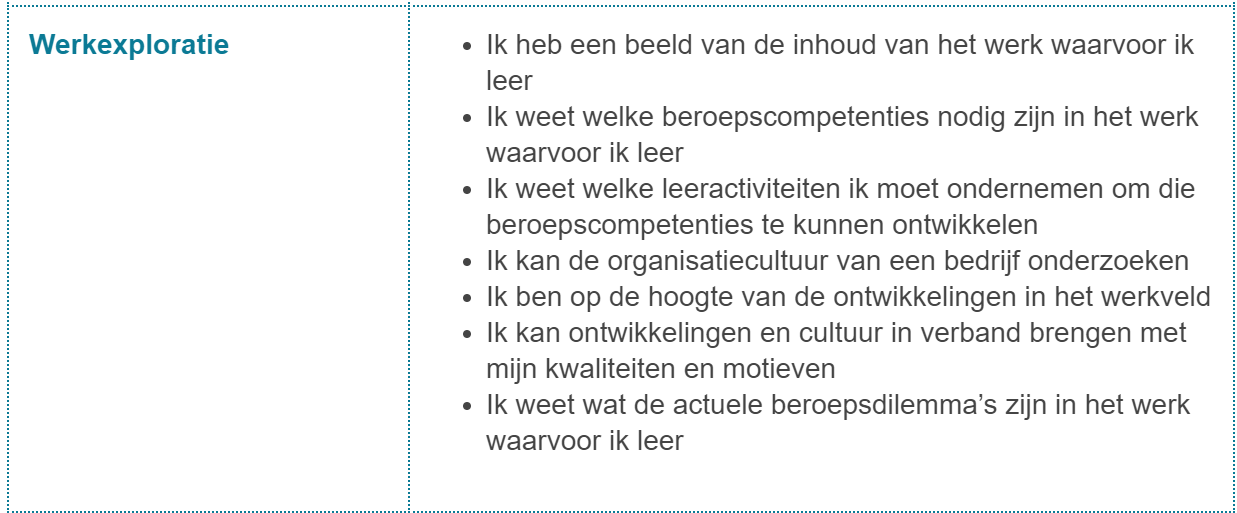 Werkexploratie
• Ik heb een beeld van de inhoud van het werk waarvoor ik
leer
• Ik weet welke beroepscompetenties nodig zijn in het werk
waarvoor ik leer
• Ik weet welke leeractiviteiten ik moet ondernemen om die
beroepscompetenties te kunnen ontwikkelen
• Ik kan de organisatiecultuur van een bedrijf onderzoeken
• Ik ben op de hoogte van de ontwikkelingen in het werkveld
• Ik kan ontwikkelingen en cultuur in verband brengen met
mijn kwaliteiten en motieven
• Ik weet wat de actuele beroepsdilemma’s zijn in het werk
waarvoor ik leer